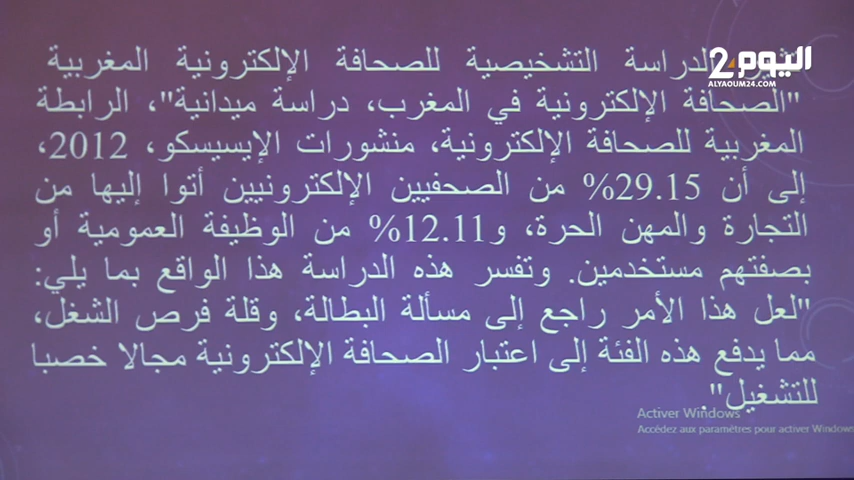 اليوم 24
ALYAOUM24.COM
الدراسة التشخيصية للصحافة الإلكترونية المغربية
"الصحافة الإلكترونية في المغرب، دراسة ميدانية"، الرابطة
المغربية للصحافة الإلكترونية، منشورات الإيسيسكو، 2012،
إلى أن 29.15% من الصحفيين الإلكترونيين أتوا إليها من
التجارة والمهن الحرة، و12.11% من الوظيفة العمومية أو
بصفتهم مستخدمين. وتفسر هذه الدراسة هذا الواقع بما يلي:
"لعل هذا الأمر راجع إلى مسألة البطالة، وقلة فرص الشغل،
مما يدفع هذه الفئة إلى اعتبار الصحافة الإلكترونية مجالا خصبا
للتشغيل".
Activer Windows
Accédez aux paramètres pour activer Windows